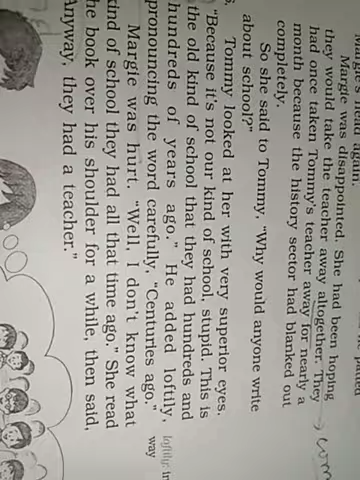 Margie's head again.
Margie was disappointed. She had been hoping
they would take the teacher away altogether. They
had once taken Tommy's teacher away for nearly a
month because the history sector had blanked out
completely.
So she said to Tommy, "Why would anyone write
about school?"
Tommy looked at her with very superior eyes.
"Because it's not our kind of school, stupid. This is
the old kind of school that they had hundreds and
hundreds of years ago." He added loftily,
pronouncing the word carefully, "Centuries ago."
loftily: in
way
Margie was hurt. "Well, I don't know what
kind of school they had all that time ago." She read
the book over his shoulder for a while, then said,
"Anyway, they had a teacher."